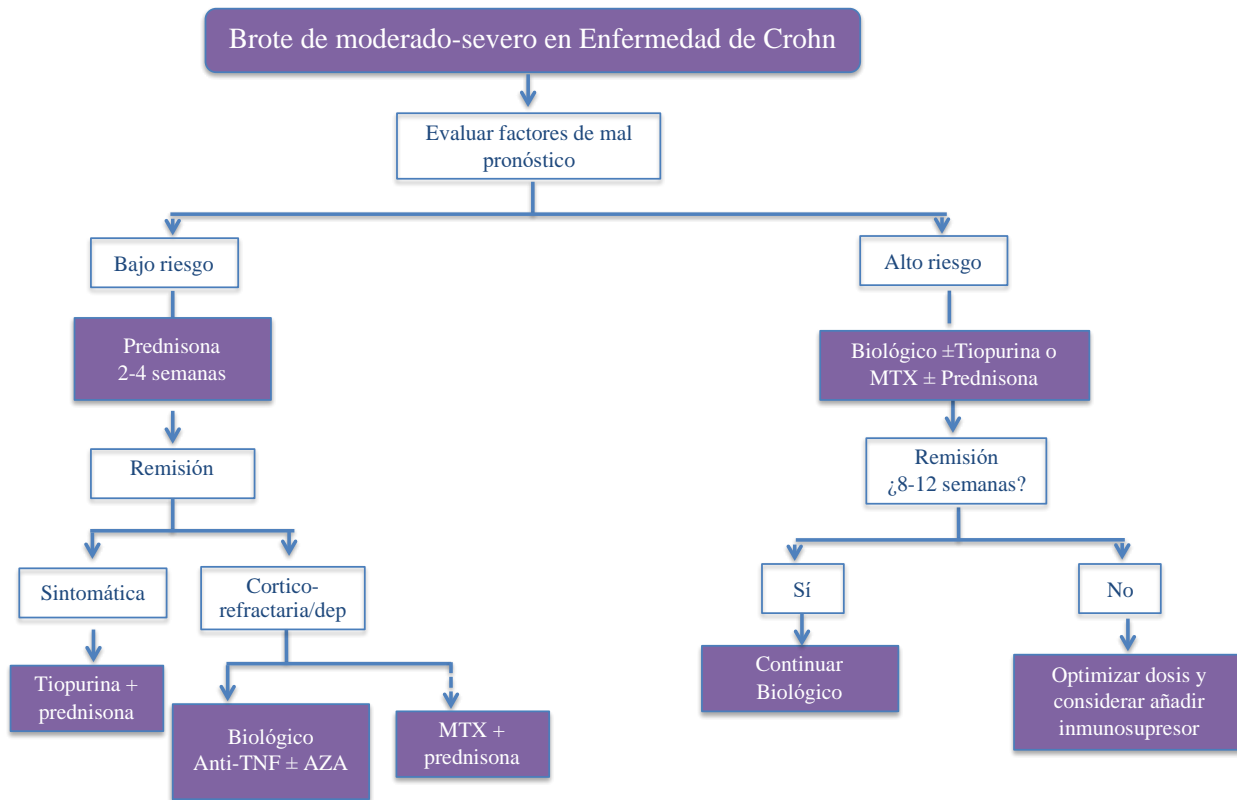 Brote de moderado-severo en Enfermedad de Crohn
Evaluar factores de mal
pronóstico
Bajo riesgo
Alto riesgo
Prednisona
2-4 semanas
Biológico ±Tiopurina o
MTX ± Prednisona
Remisión
Remisión
¿8-12 semanas?
Sintomática
Cortico-
refractaria/dep
Sí
No
Tiopurina +
prednisona
Biológico
Anti-TNF ± AZA
MTX +
prednisona
Continuar
Biológico
Optimizar dosis y
considerar añadir
inmunosupresor